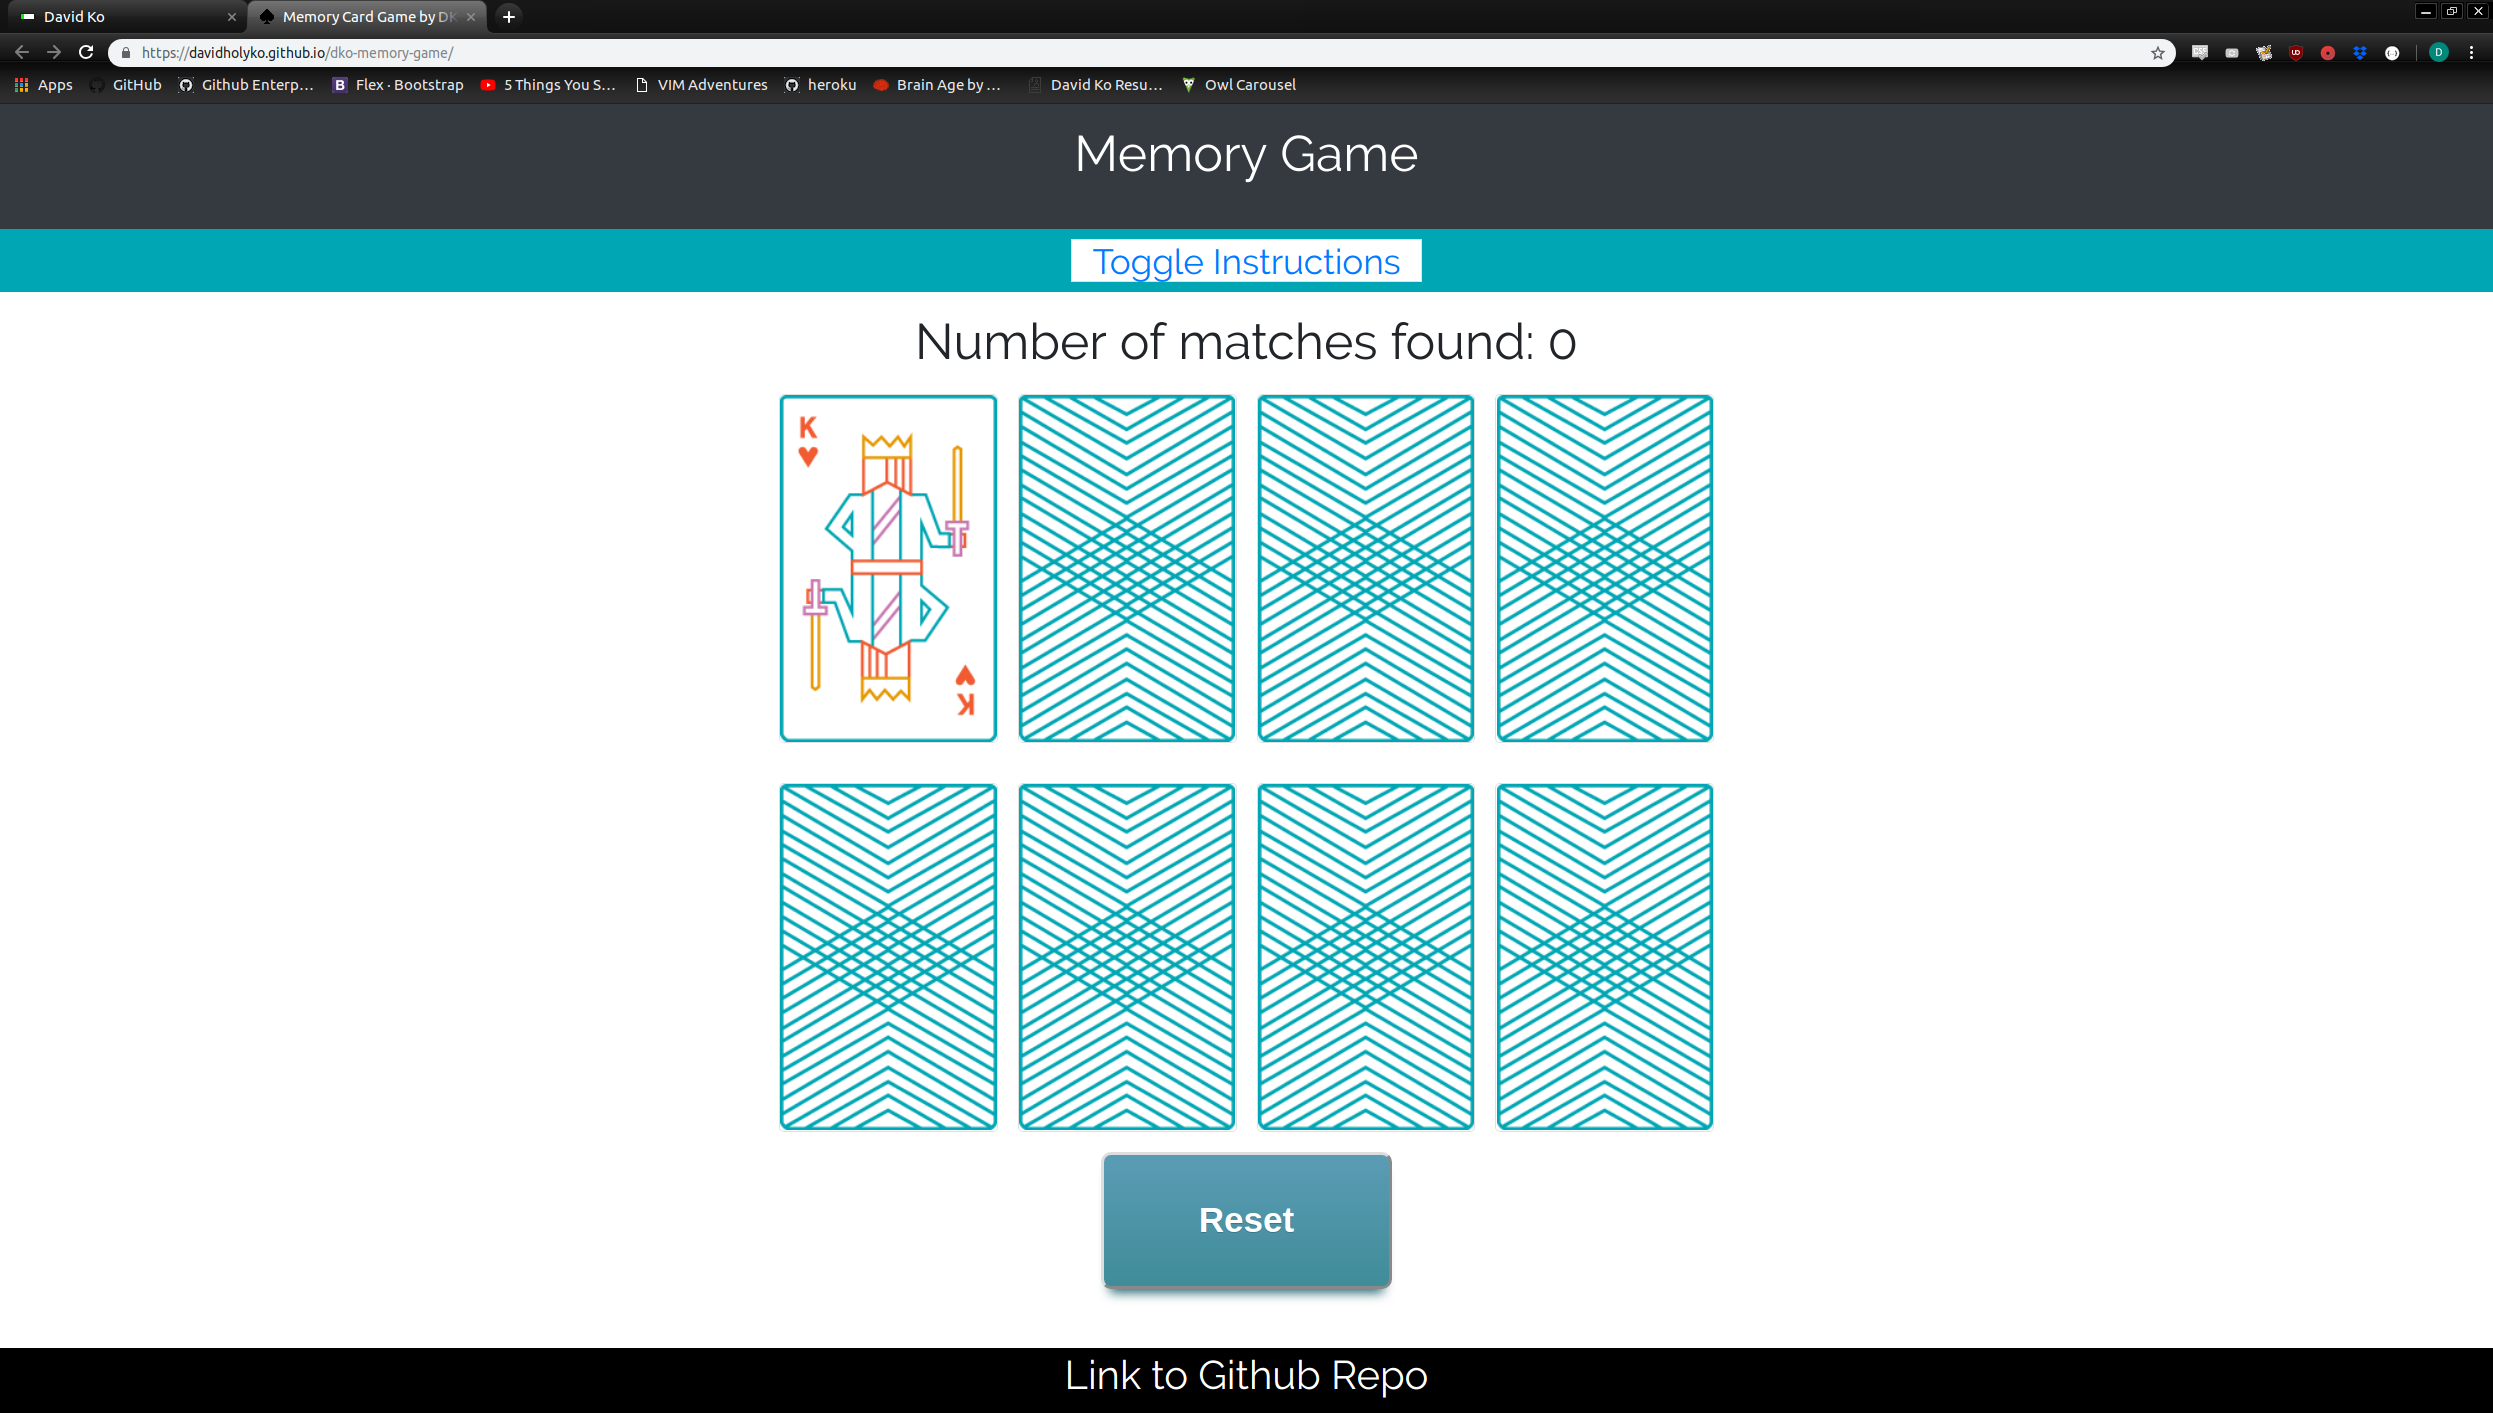 David Ko
Memory Card Game by DK
https://davidholyko.github.io/dko-memory-game/
D
Apps
GitHub
Github Enterp...
B
Flex · Bootstrap
5 Things You S...
VIM Adventures
heroku
Brain Age by ...
David Ko Resu...
Owl Carousel
Memory Game
Toggle Instructions
Number of matches found: 0
K
K
Reset
Link to Github Repo